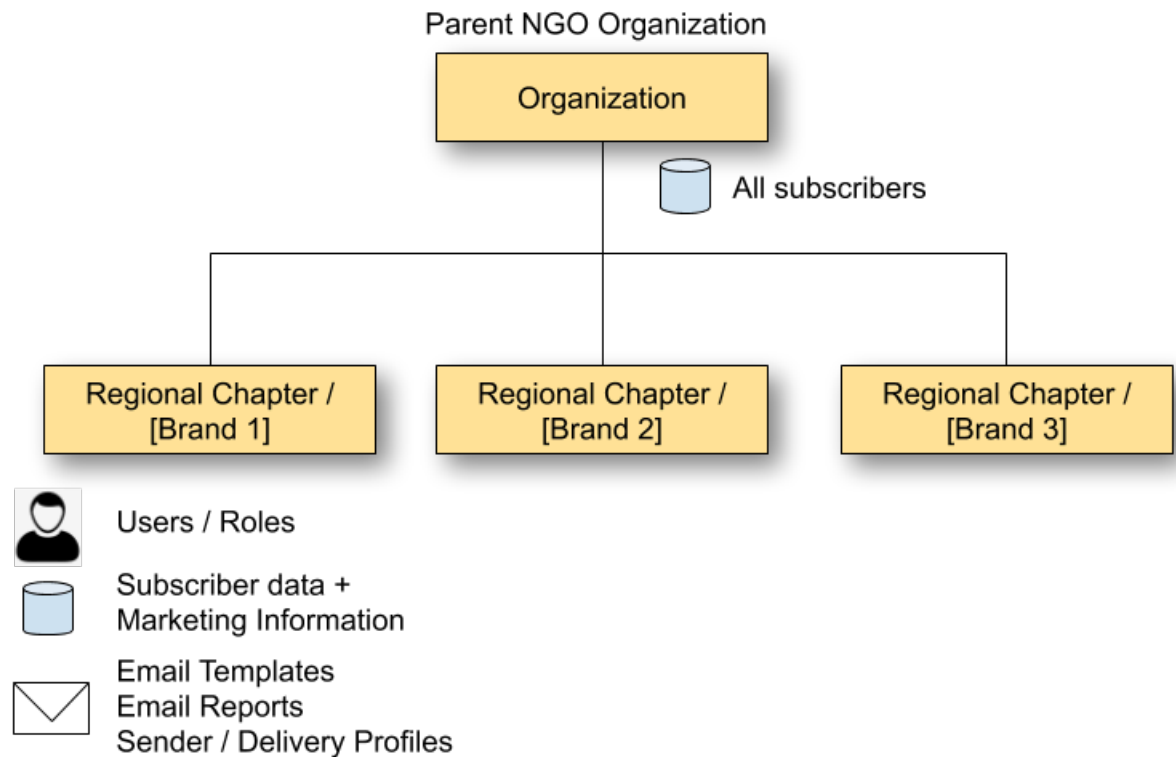 Parent NGO Organization
Organization
All subscribers
Regional Chapter /
[Brand 1]
Regional Chapter /
[Brand 2]
Regional Chapter /
[Brand 3]
Users / Roles
Subscriber data +
Marketing Information
Email Templates
Email Reports
Sender / Delivery Profiles